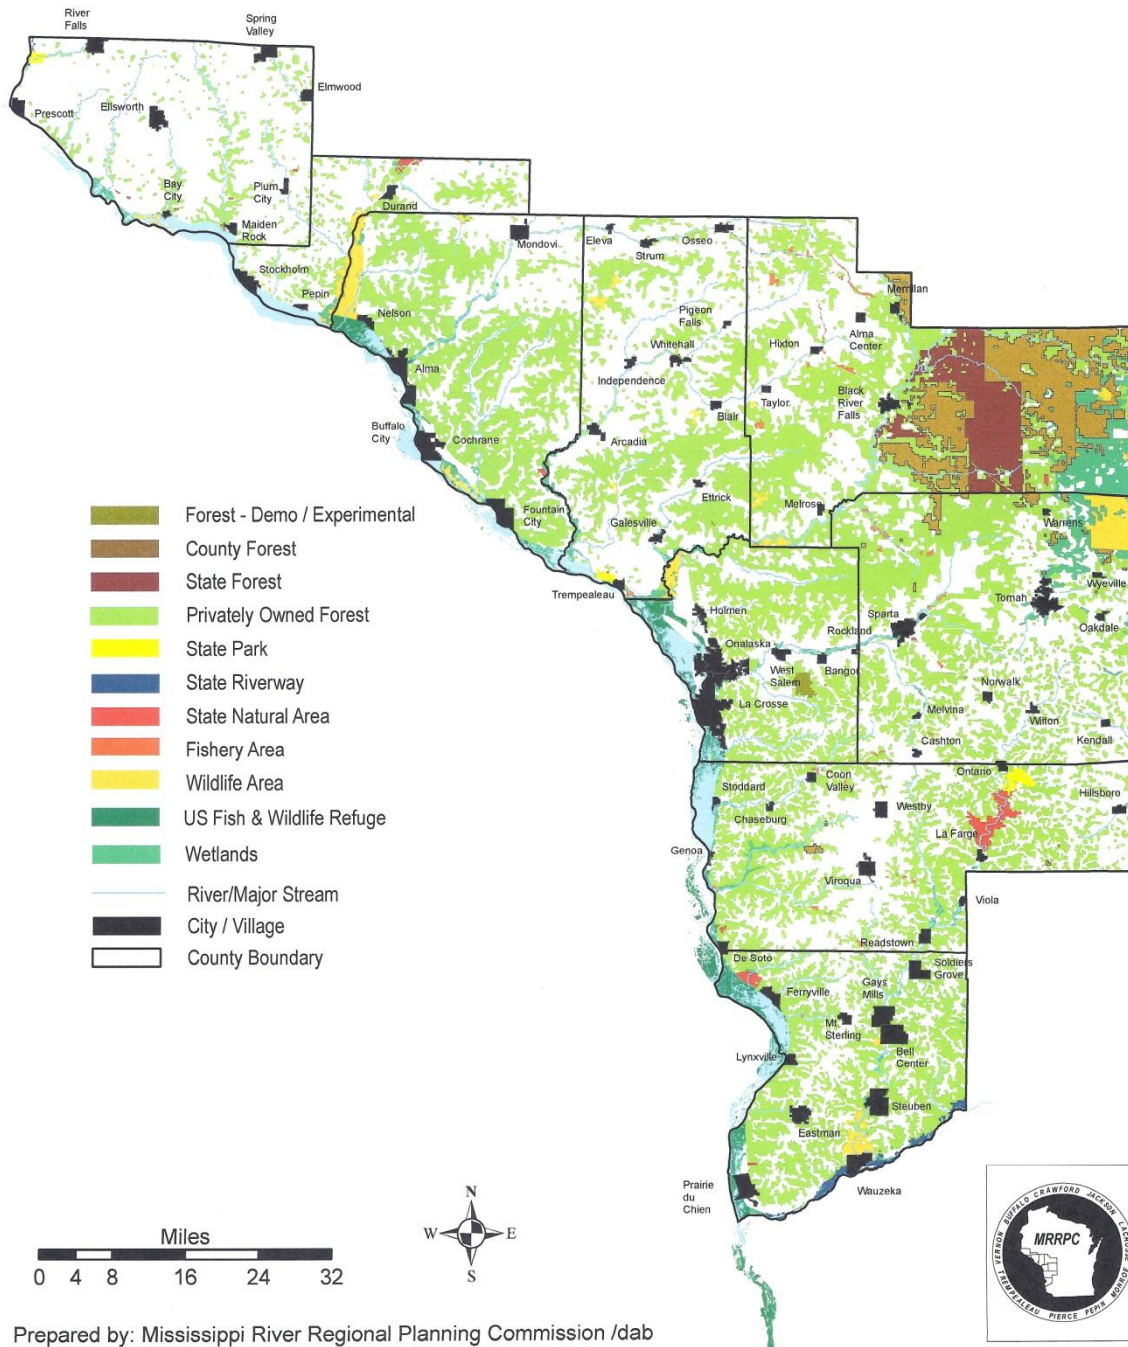 River
Falls
Spring
Valley
Elmwood
Prescott
Ellsworth
Bay
City
Plum
City
Durand
Maiden
Rock
Mondovi
Eleva
Strum
Osseo
Stockholm
Pepin
Nelson
Merrillan
Pigeon
Falls
Alma
Center
Whitehall
Hixton
Alma
Independence
Taylor
Black
River
Falls
Blair
Buffalo
City
Cochrane
Arcadia
Ettrick
Melrose
Fountain
City
Galesville
Warrens
Wyeville
Trempealeau
Tomah
Holmen
Sparta
Oakdale
Rockland
Onalaska
West
Salem
Bangor
Norwalk
La Crosse
Melvina
Wilton
Cashton
Kendall
Ontario
Stoddard
Coon
Valley
Hillsboro
Chaseburg
Westby
La Farge
Genoa
Viroqua
Viola
Readstown
De Soto
Soldiers
Grove
Gays
Mills
Ferryville
Mt.
Sterling
Lynxville
Bell
Center
Steuben
Eastman
Prairie
du
Chien
Wauzeka
Forest - Demo / Experimental
County Forest
State Forest
Privately Owned Forest
State Park
State Riverway
State Natural Area
Fishery Area
Wildlife Area
US Fish & Wildlife Refuge
Wetlands
River/Major Stream
City / Village
County Boundary
Miles
0 4 8 16 24 32
N
W E
S
VERNON BUFFALO CRAWFORD JACKSON LACROSSE
MRRPC
TREMPEALEAU PIERCE PEPIN MONROE
Prepared by: Mississippi River Regional Planning Commission /dab